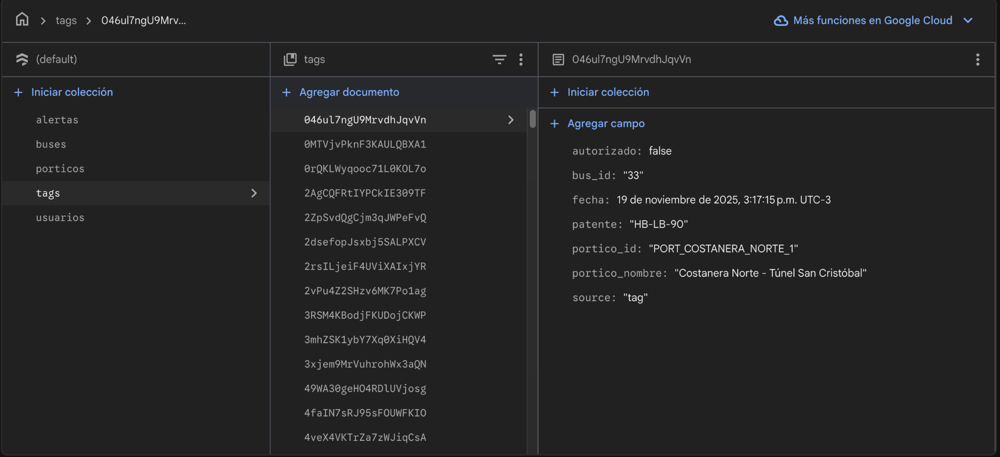 tags
046ul7ngU9Mrv...
Más funciones en Google Cloud
(default)
Iniciar colección
alertas
buses
porticos
tags
usuarios
tags
Agregar documento
046ul7ngU9MrvdhJqvVn
0MTVjvPknF3KAULQBXA1
0rQKLWyqooc71L0KOL7o
2AgCQFRtIYPCkIE309TF
2ZpSvdQgCjm3qJWPeFvQ
2dsefopJsxbj5SALPXCV
2rsILjeiF4UViXAIxjYR
2vPu4Z2SHzv6MK7Po1ag
3RSM4KBodjFKUDojCKWP
3mhZSK1ybY7Xq0XiHQV4
3xjem9MrVuhrohWx3aQN
49WA30geHO4RDlUVjosg
4faIN7sRJ95sFOUWFKIO
4veX4VKTrZa7zWJiqCsA
046ul7ngU9MrvdhJqvVn
Iniciar colección
Agregar campo
autorizado: false
bus_id: "33"
fecha: 19 de noviembre de 2025, 3:17:15 p.m. UTC-3
patente: "HB-LB-90"
portico_id: "PORT_COSTANERA_NORTE_1"
portico_nombre: "Costanera Norte - Túnel San Cristóbal"
source: "tag"